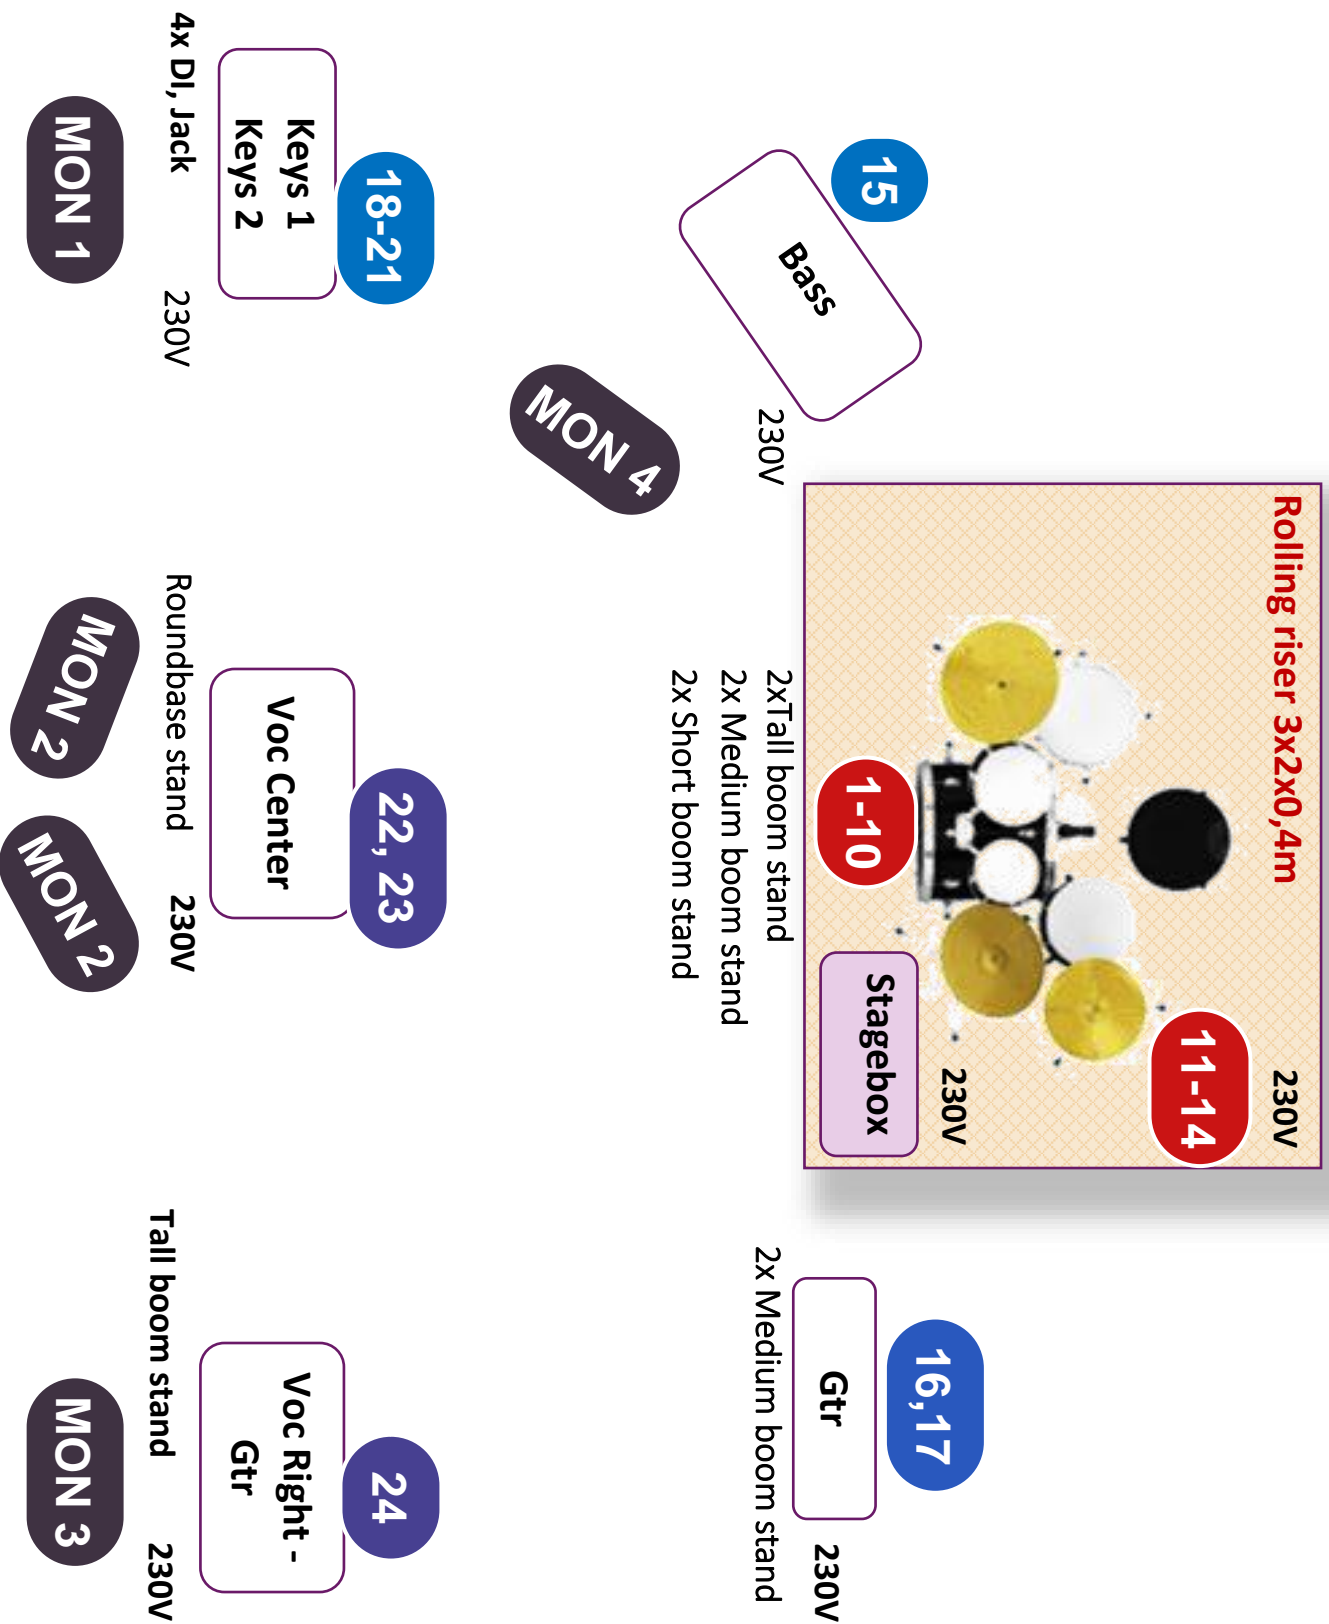 Rolling riser 3x2x0,4m
230V
11-14
230V
1-10
Stagebox
15
Bass
230V
2xTall boom stand
2x Medium boom stand
2x Short boom stand
16,17
Gtr
230V
2x Medium boom stand
MON 4
18-21
Keys 1
Keys 2
4x DI, Jack
230V
MON 1
22, 23
Voc Center
Roundbase stand
230V
MON 2
MON 2
24
Voc Right -
Gtr
Tall boom stand
230V
MON 3